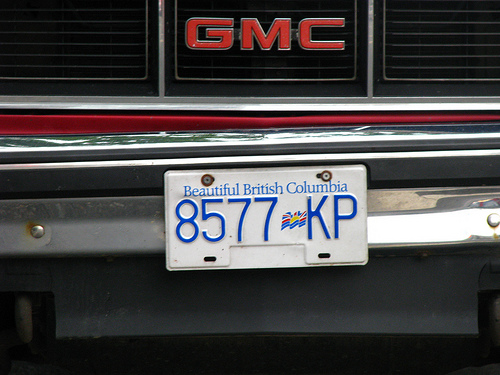 GMC
Beautiful British Columbia
8577 KP